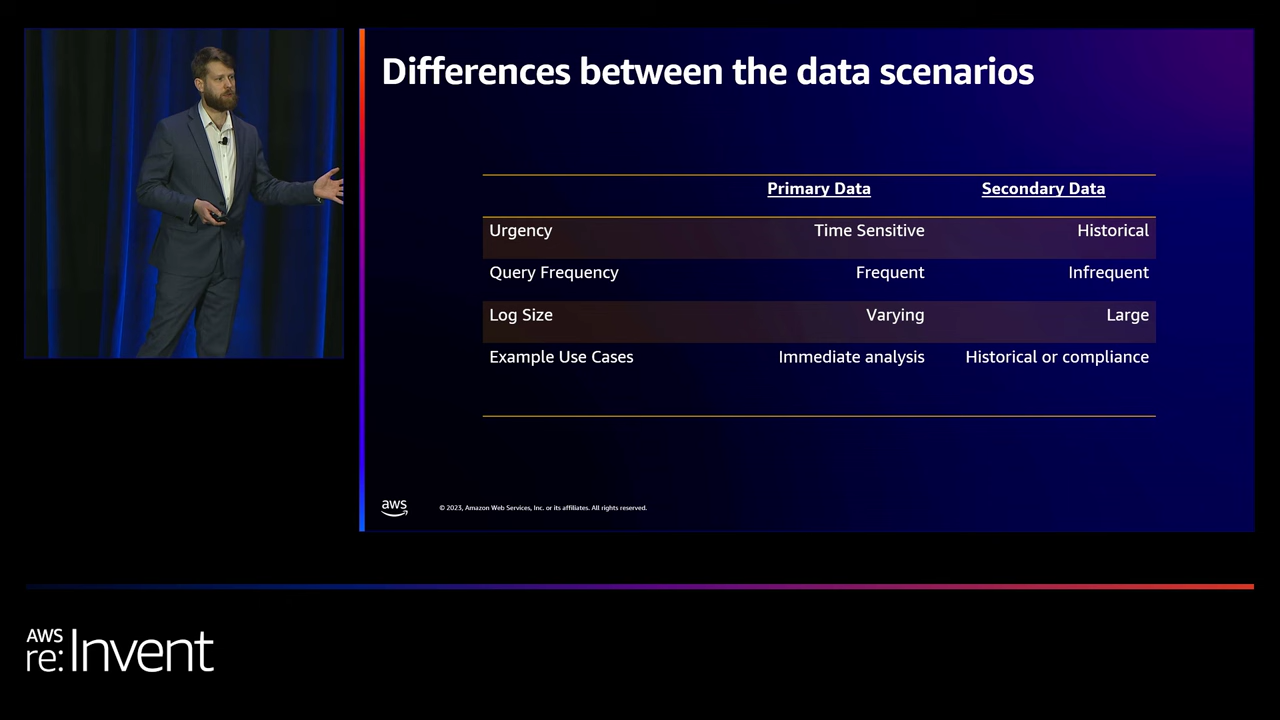 Differences between the data scenarios
Primary Data Secondary Data
Urgency Time Sensitive Historical
Query Frequency Frequent Infrequent
Log Size Varying Large
Example Use Cases Immediate analysis Historical or compliance
aws
© 2023, Amazon Web Services, Inc. or its affiliates. All rights reserved.
AWS
re:Invent